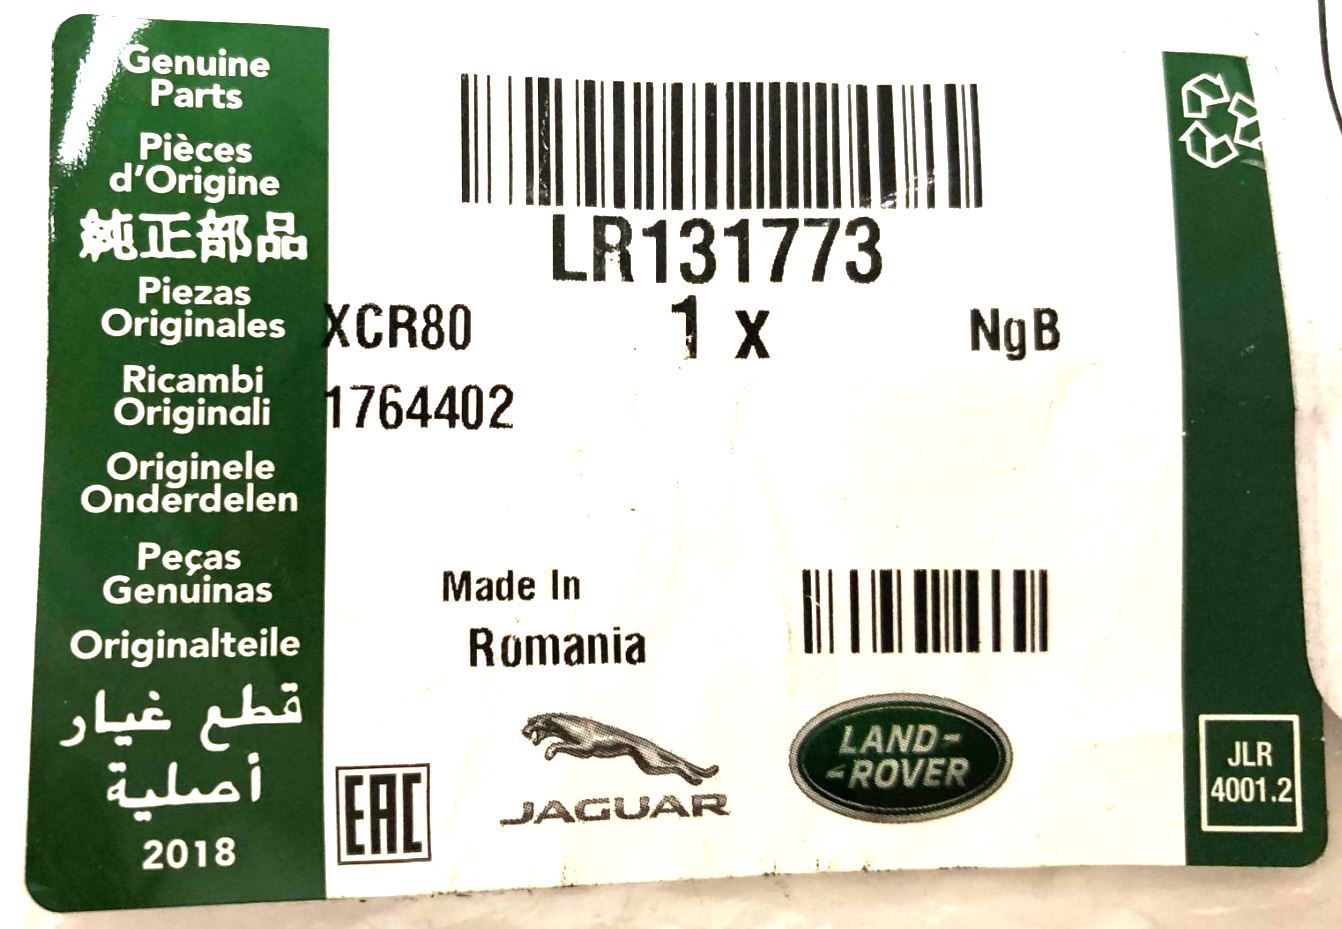 Genuine
Parts
Pièces
d'Origine
純正部品
Piezas
Originales
Ricambi
Originali
Originele
Onderdelen
Peças
Genuinas
Originalteile
قطع غيار
أصلية
2018
LR131773
XCR80 1 x NgB
1764402
Made In
Romania
EAC
JAGUAR
LAND-
-ROVER
JLR
4001.2